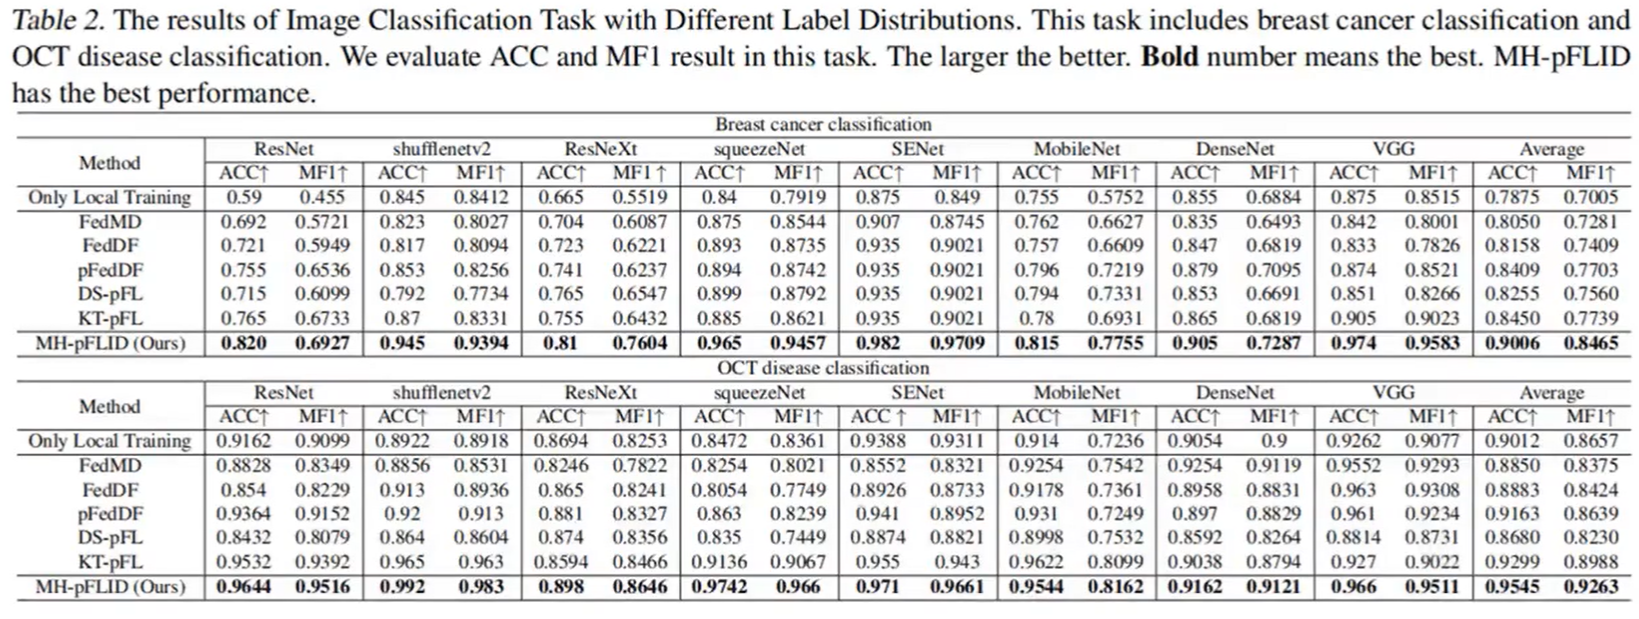 Table 2. The results of Image Classification Task with Different Label Distributions. This task includes breast cancer classification and
OCT disease classification. We evaluate ACC and MF1 result in this task. The larger the better. Bold number means the best. MH-pFLID
has the best performance.
Breast cancer classification
Method ResNet shufflenetv2 ResNeXt squeezeNet SENet MobileNet DenseNet VGG Average
ACC↑ MF1↑ ACC↑ MF1↑ ACC↑ MF1↑ ACC↑ MF1↑ ACC↑ MF1↑ ACC↑ MF1↑ ACC↑ MF1↑ ACC↑ MF1↑ ACC↑ MF1↑
Only Local Training 0.59 0.455 0.845 0.8412 0.665 0.5519 0.84 0.7919 0.875 0.849 0.755 0.5752 0.855 0.6884 0.875 0.8515 0.7875 0.7005
FedMD 0.692 0.5721 0.823 0.8027 0.704 0.6087 0.875 0.8544 0.907 0.8745 0.762 0.6627 0.835 0.6493 0.842 0.8001 0.8050 0.7281
FedDF 0.721 0.5949 0.817 0.8094 0.723 0.6221 0.893 0.8735 0.935 0.9021 0.757 0.6609 0.847 0.6819 0.833 0.7826 0.8158 0.7409
pFedDF 0.755 0.6536 0.853 0.8256 0.741 0.6237 0.894 0.8742 0.935 0.9021 0.796 0.7219 0.879 0.7095 0.874 0.8521 0.8409 0.7703
DS-pFL 0.715 0.6099 0.792 0.7734 0.765 0.6547 0.899 0.8792 0.935 0.9021 0.794 0.7331 0.853 0.6691 0.851 0.8266 0.8255 0.7560
KT-pFL 0.765 0.6733 0.87 0.8331 0.755 0.6432 0.885 0.8621 0.935 0.9021 0.78 0.6931 0.865 0.6819 0.905 0.9023 0.8450 0.7739
MH-pFLID (Ours) 0.820 0.6927 0.945 0.9394 0.81 0.7604 0.965 0.9457 0.982 0.9709 0.815 0.7755 0.905 0.7287 0.974 0.9583 0.9006 0.8465
OCT disease classification
Method ResNet shufflenetv2 ResNeXt squeezeNet SENet MobileNet DenseNet VGG Average
ACC↑ MF1↑ ACC↑ MF1↑ ACC↑ MF1↑ ACC↑ MF1↑ ACC ↑ MF1↑ ACC↑ MF1↑ ACC↑ MF1↑ ACC↑ MF1↑ ACC↑ MF1↑
Only Local Training 0.9162 0.9099 0.8922 0.8918 0.8694 0.8253 0.8472 0.8361 0.9388 0.9311 0.914 0.7236 0.9054 0.9 0.9262 0.9077 0.9012 0.8657
FedMD 0.8828 0.8349 0.8856 0.8531 0.8246 0.7822 0.8254 0.8021 0.8552 0.8321 0.9254 0.7542 0.9254 0.9119 0.9552 0.9293 0.8850 0.8375
FedDF 0.854 0.8229 0.913 0.8936 0.865 0.8241 0.8054 0.7749 0.8926 0.8733 0.9178 0.7361 0.8958 0.8831 0.963 0.9308 0.8883 0.8424
pFedDF 0.9364 0.9152 0.92 0.913 0.881 0.8327 0.863 0.8239 0.941 0.8952 0.931 0.7249 0.897 0.8829 0.961 0.9234 0.9163 0.8639
DS-pFL 0.8432 0.8079 0.864 0.8604 0.874 0.8356 0.835 0.7449 0.8874 0.8821 0.8998 0.7532 0.8592 0.8264 0.8814 0.8731 0.8680 0.8230
KT-pFL 0.9532 0.9392 0.965 0.963 0.8594 0.8466 0.9136 0.9067 0.955 0.943 0.9622 0.8099 0.9038 0.8794 0.927 0.9022 0.9299 0.8988
MH-pFLID (Ours) 0.9644 0.9516 0.992 0.983 0.898 0.8646 0.9742 0.966 0.971 0.9661 0.9544 0.8162 0.9162 0.9121 0.966 0.9511 0.9545 0.9263